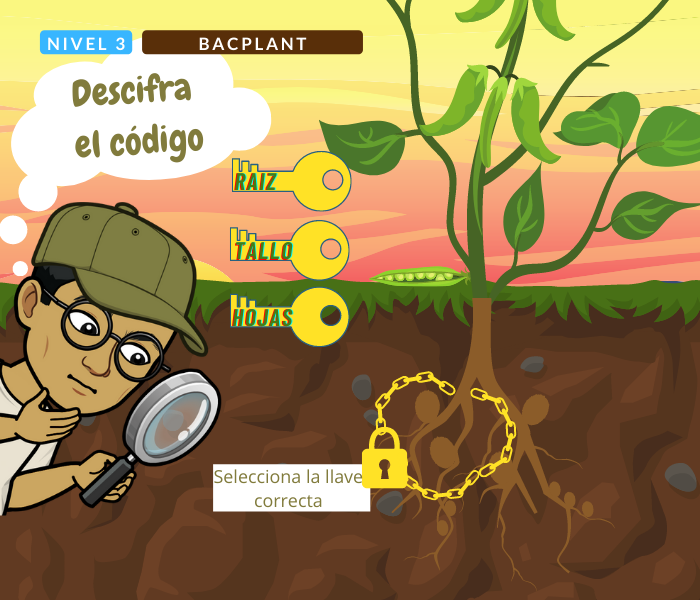 NIVEL 3
BACPLANT
Descifra
el código
RAIZ
TALLO
HOJAS
Selecciona la llave
correcta